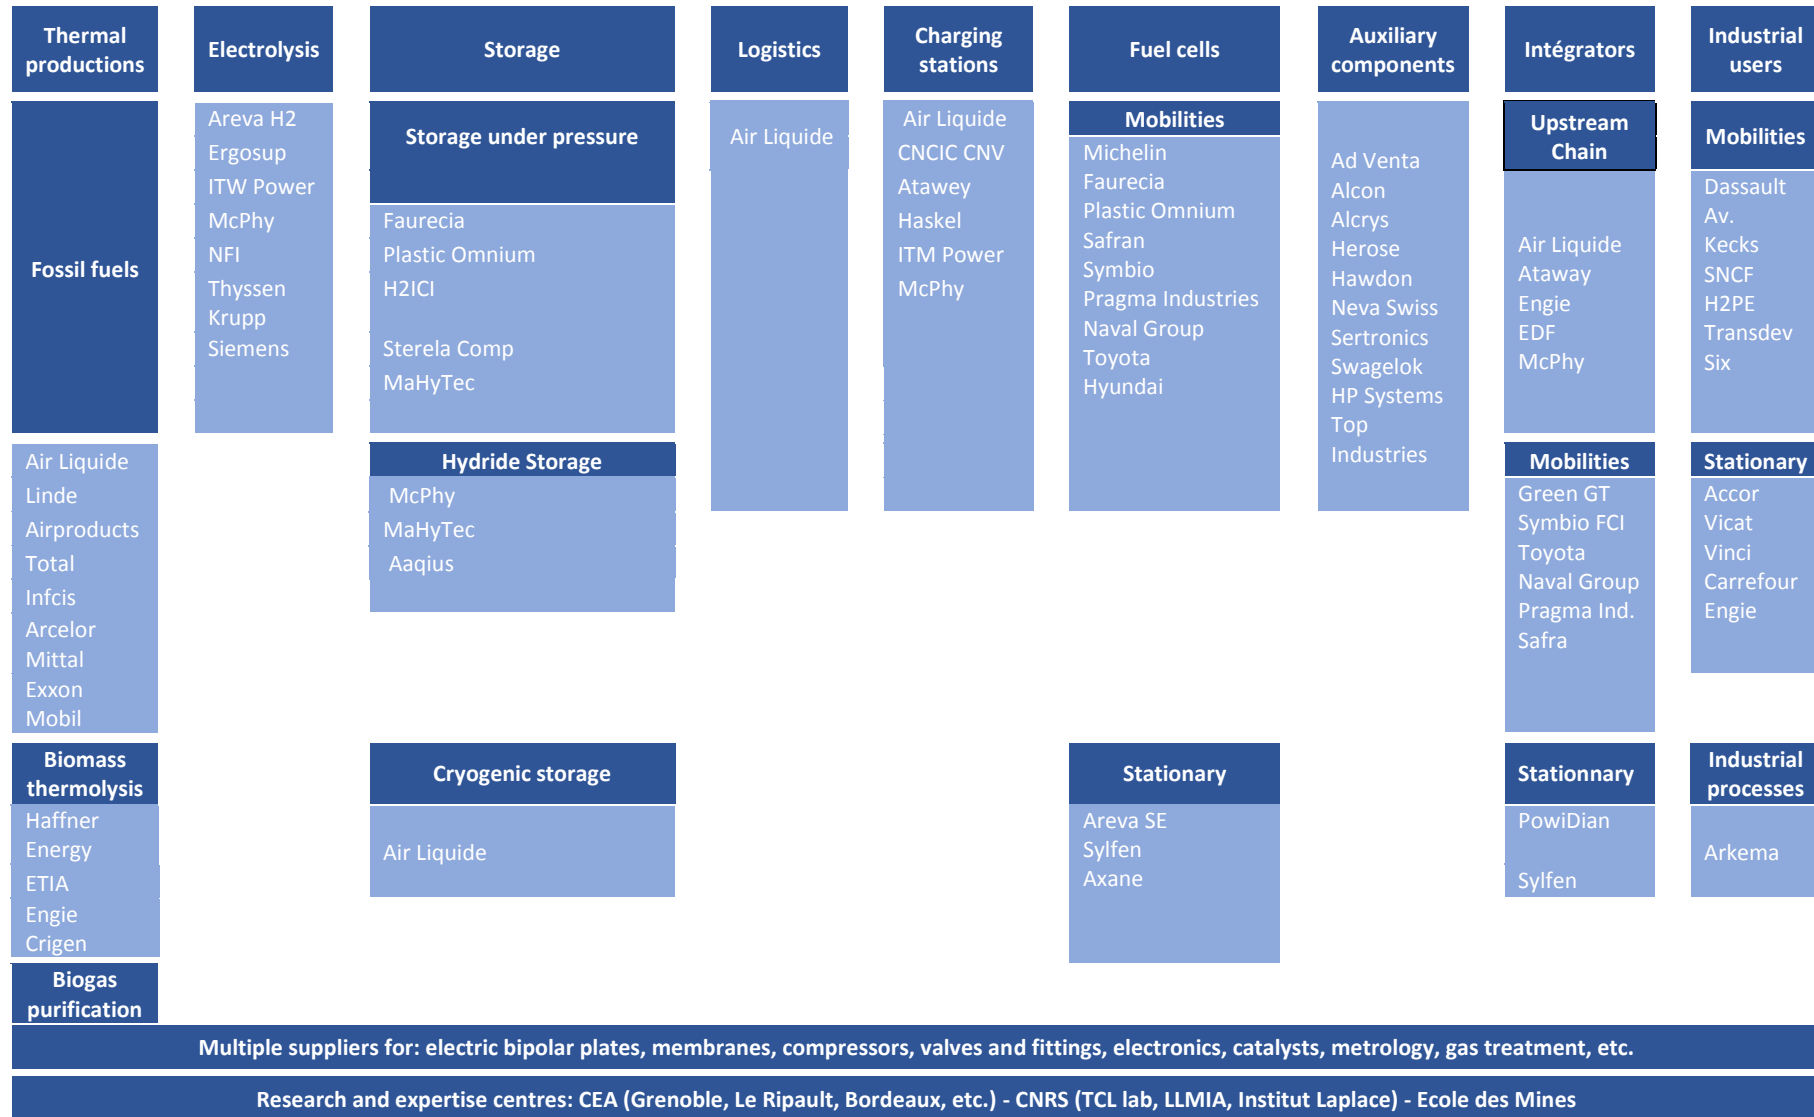 Thermal
productions
Electrolysis
Storage
Logistics
Charging
stations
Fuel cells
Auxiliary
components
Intégrators
Industrial
users
Fossil fuels
Air Liquide
Linde
Airproducts
Total
Infcis
Arcelor
Mittal
Exxon
Mobil
Biomass
thermolysis
Haffner
Energy
ETIA
Engie
Crigen
Biogas
purification
Areva H2
Ergosup
ITW Power
McPhy
NFI
Thyssen
Krupp
Siemens
Storage under pressure
Faurecia
Plastic Omnium
H2ICI
Sterela Comp
MaHyTec
Hydride Storage
McPhy
MaHyTec
Aaqius
Cryogenic storage
Air Liquide
Air Liquide
Air Liquide
CNCIC CNV
Atawey
Haskel
ITM Power
McPhy
Mobilities
Michelin
Faurecia
Plastic Omnium
Safran
Symbio
Pragma Industries
Naval Group
Toyota
Hyundai
Stationary
Areva SE
Sylfen
Axane
Ad Venta
Alcon
Alcrys
Herose
Hawdon
Neva Swiss
Sertronics
Swagelok
HP Systems
Top
Industries
Upstream
Chain
Air Liquide
Ataway
Engie
EDF
McPhy
Mobilities
Green GT
Symbio FCI
Toyota
Naval Group
Pragma Ind.
Safra
Stationnary
PowiDian
Sylfen
Mobilities
Dassault
Av.
Kecks
SNCF
H2PE
Transdev
Six
Stationary
Accor
Vicat
Vinci
Carrefour
Engie
Industrial
processes
Arkema
Multiple suppliers for: electric bipolar plates, membranes, compressors, valves and fittings, electronics, catalysts, metrology, gas treatment, etc.
Research and expertise centres: CEA (Grenoble, Le Ripault, Bordeaux, etc.) - CNRS (TCL lab, LLMIA, Institut Laplace) - Ecole des Mines